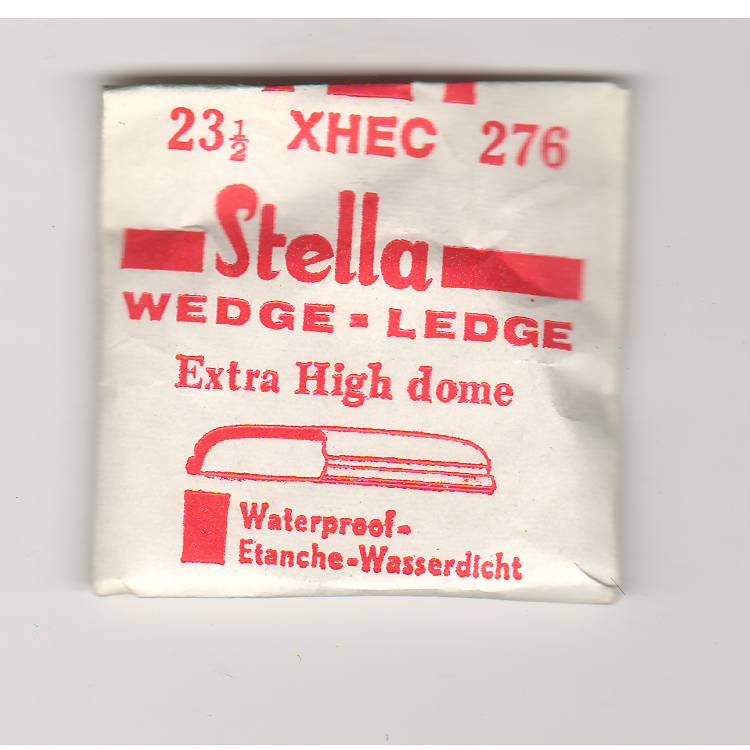 23½ XHEC 276
Stella
WEDGE - LEDGE
Extra High dome
Waterproof-
Etanche-Wasserdicht